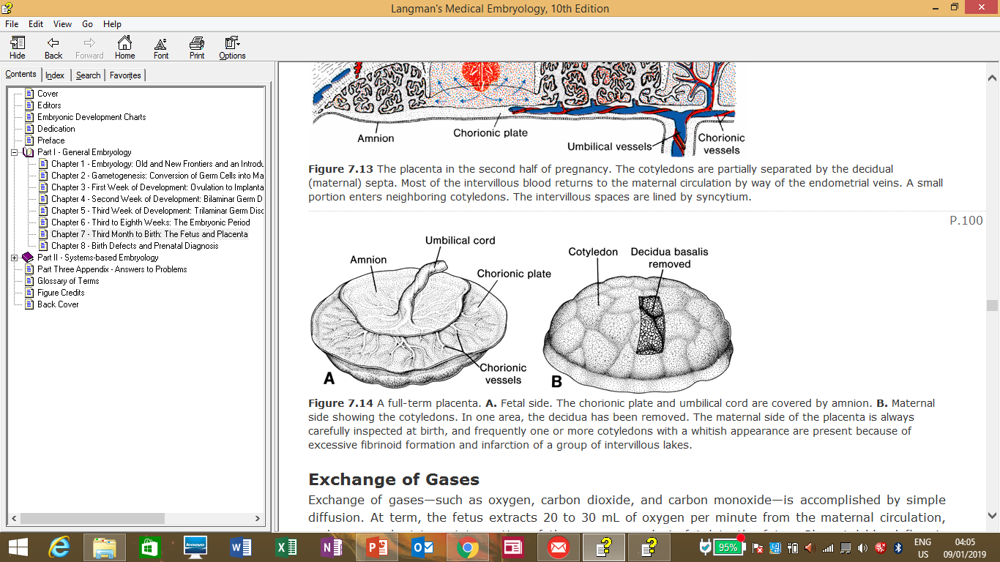 Langman's Medical Embryology, 10th Edition
File Edit View Go Help
Hide Back Forward Home Font Print Options
Contents Index Search Favorites
Cover
Editors
Embryonic Development Charts
Dedication
Preface
Part I - General Embryology
Chapter 1 - Embryology: Old and New Frontiers and an Introdu
Chapter 2 - Gametogenesis: Conversion of Germ Cells into Ma
Chapter 3 - First Week of Development: Ovulation to Implanta
Chapter 4 - Second Week of Development: Bilaminar Germ D
Chapter 5 - Third Week of Development: Trilaminar Germ Disc
Chapter 6 - Third to Eighth Weeks: The Embryonic Period
Chapter 7 - Third Month to Birth: The Fetus and Placenta
Chapter 8 - Birth Defects and Prenatal Diagnosis
Part II - Systems-based Embryology
Part Three Appendix - Answers to Problems
Glossary of Terms
Figure Credits
Back Cover
Amnion
Chorionic plate
Umbilical vessels
Chorionic
vessels
Figure 7.13 The placenta in the second half of pregnancy. The cotyledons are partially separated by the decidual
(maternal) septa. Most of the intervillous blood returns to the maternal circulation by way of the endometrial veins. A small
portion enters neighboring cotyledons. The intervillous spaces are lined by syncytium.
P.100
Umbilical cord
Amnion
Chorionic plate
Chorionic
vessels
A
Cotyledon
Decidua basalis
removed
B
Figure 7.14 A full-term placenta. A. Fetal side. The chorionic plate and umbilical cord are covered by amnion. B. Maternal
side showing the cotyledons. In one area, the decidua has been removed. The maternal side of the placenta is always
carefully inspected at birth, and frequently one or more cotyledons with a whitish appearance are present because of
excessive fibrinoid formation and infarction of a group of intervillous lakes.
Exchange of Gases
Exchange of gases—such as oxygen, carbon dioxide, and carbon monoxide—is accomplished by simple
diffusion. At term, the fetus extracts 20 to 30 mL of oxygen per minute from the maternal circulation,
lenovo
95%
ENG
US
04:05
09/01/2019